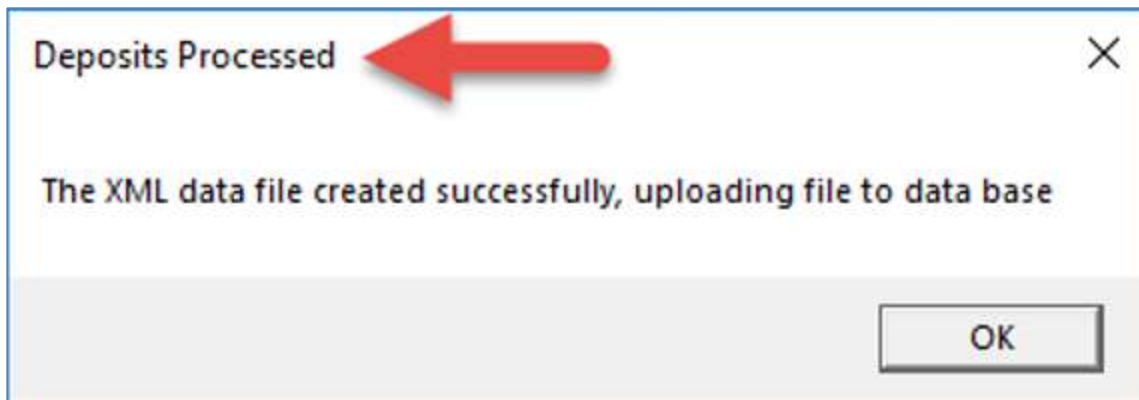 Deposits Processed
The XML data file created successfully, uploading file to data base
OK